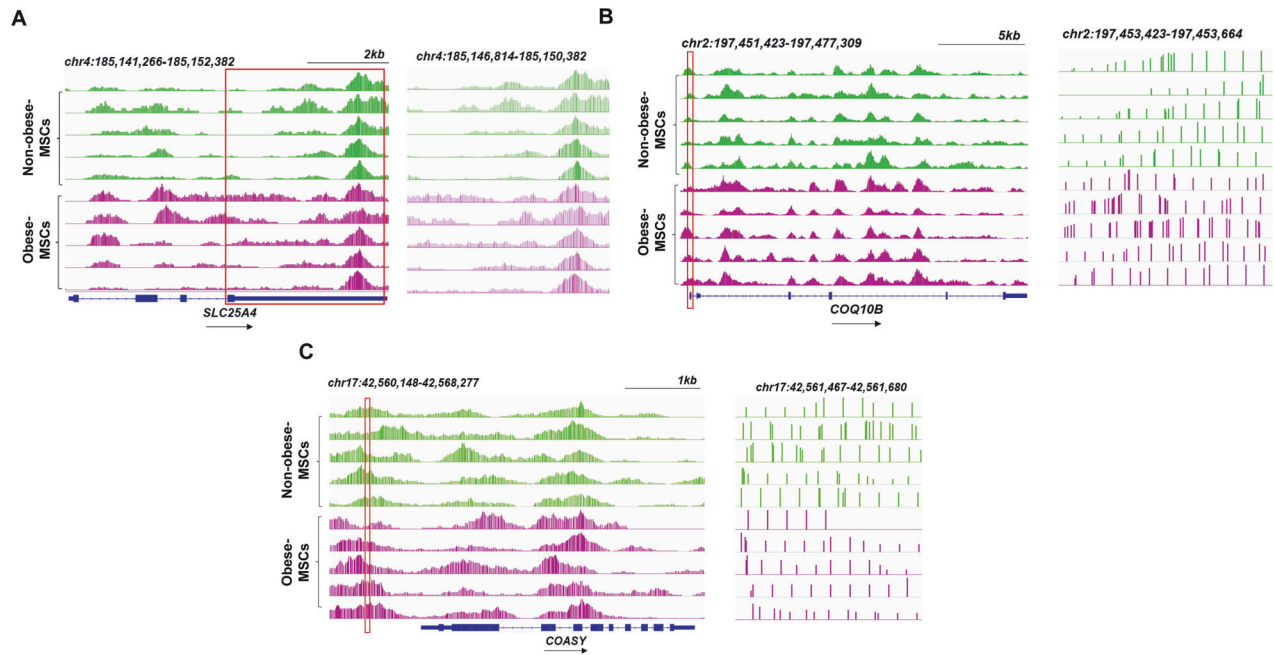 A
chr4:185,141,266-185,152,382
2kb
chr4:185,146,814-185,150,382
Non-obese-
MSCs
Obese-
MSCs
SLC25A4
B
chr2:197,451,423-197,477,309
5kb
chr2:197,453,423-197,453,664
Non-obese-
MSCs
Obese-
MSCs
COQ10B
C
chr17:42,560,148-42,568,277
1kb
chr17:42,561,467-42,561,680
Non-obese-
MSCs
Obese-
MSCs
COASY